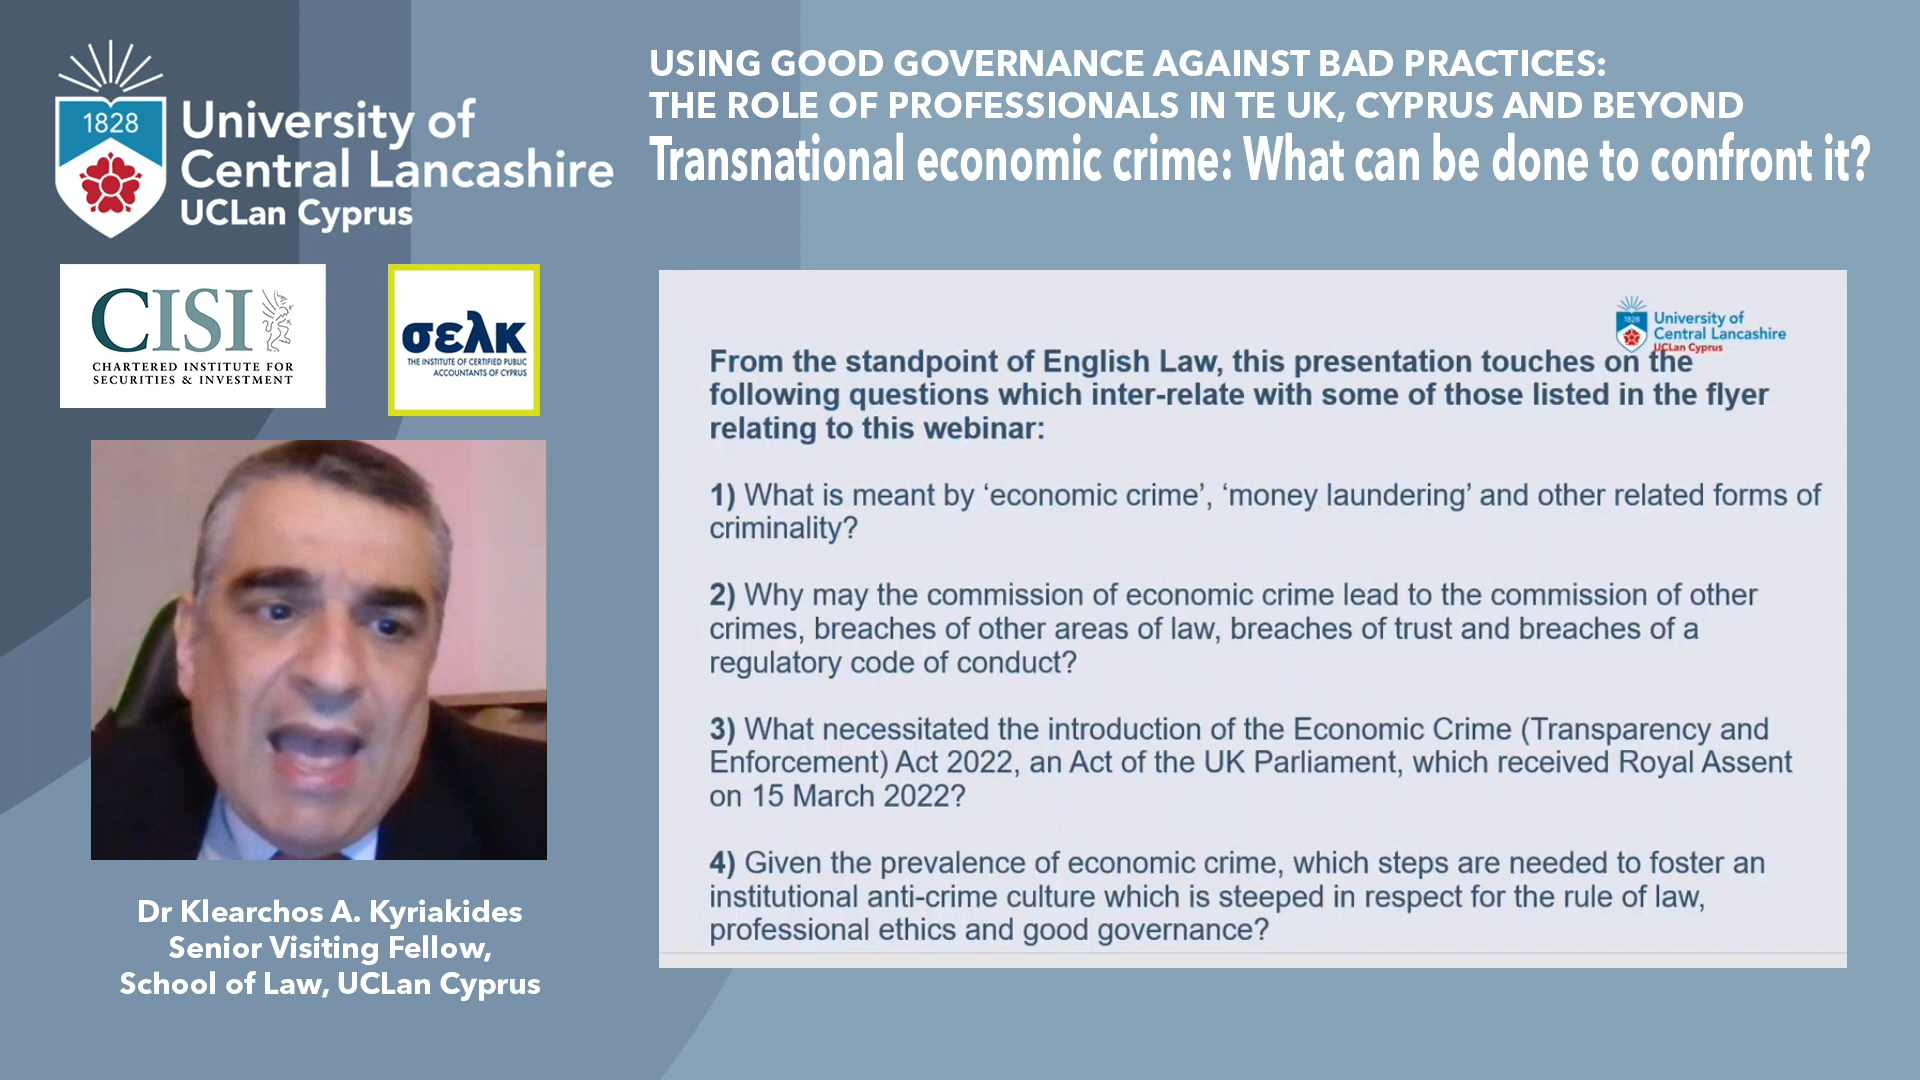 1828
University of
Central Lancashire
UCLan Cyprus
USING GOOD GOVERNANCE AGAINST BAD PRACTICES:
THE ROLE OF PROFESSIONALS IN TE UK, CYPRUS AND BEYOND
Transnational economic crime: What can be done to confront it?
CISI
CHARTERED INSTITUTE FOR
SECURITIES & INVESTMENT
σελκ
THE INSTITUTE OF CERTIFIED PUBLIC
ACCOUNTANTS OF CYPRUS
Dr Klearchos A. Kyriakides
Senior Visiting Fellow,
School of Law, UCLan Cyprus
1828
University of
Central Lancashire
UCLan Cyprus
From the standpoint of English Law, this presentation touches on the
following questions which inter-relate with some of those listed in the flyer
relating to this webinar:
1) What is meant by ‘economic crime’, ‘money laundering’ and other related forms of
criminality?
2) Why may the commission of economic crime lead to the commission of other
crimes, breaches of other areas of law, breaches of trust and breaches of a
regulatory code of conduct?
3) What necessitated the introduction of the Economic Crime (Transparency and
Enforcement) Act 2022, an Act of the UK Parliament, which received Royal Assent
on 15 March 2022?
4) Given the prevalence of economic crime, which steps are needed to foster an
institutional anti-crime culture which is steeped in respect for the rule of law,
professional ethics and good governance?